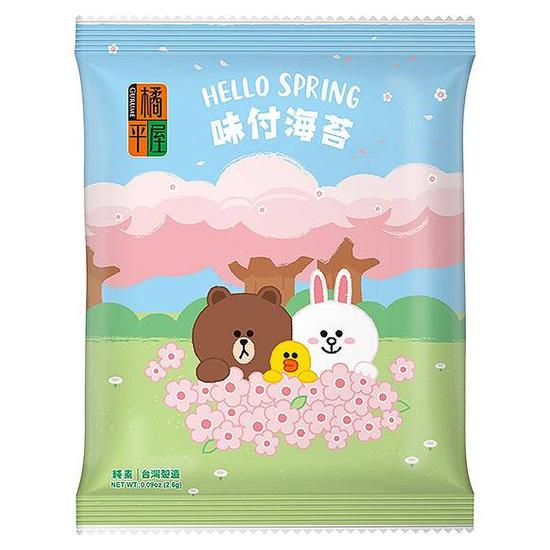 橘平屋
GURUME
HELLO SPRING
味付海苔
純素 | 台灣製造
NET WT.: 0.09oz (2.6g)